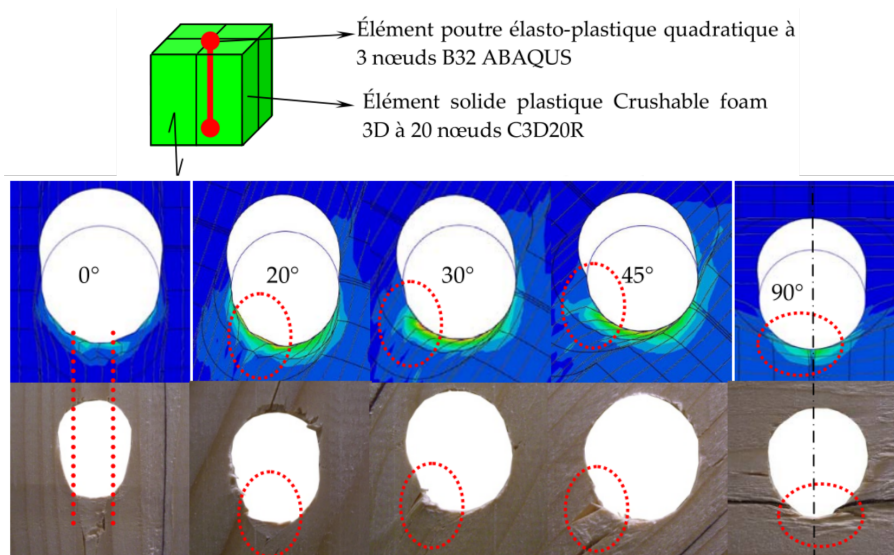 Élément poutre élasto-plastique quadratique à
3 nœuds B32 ABAQUS
Élément solide plastique Crushable foam
3D à 20 nœuds C3D20R
0°
20°
30°
45°
90°